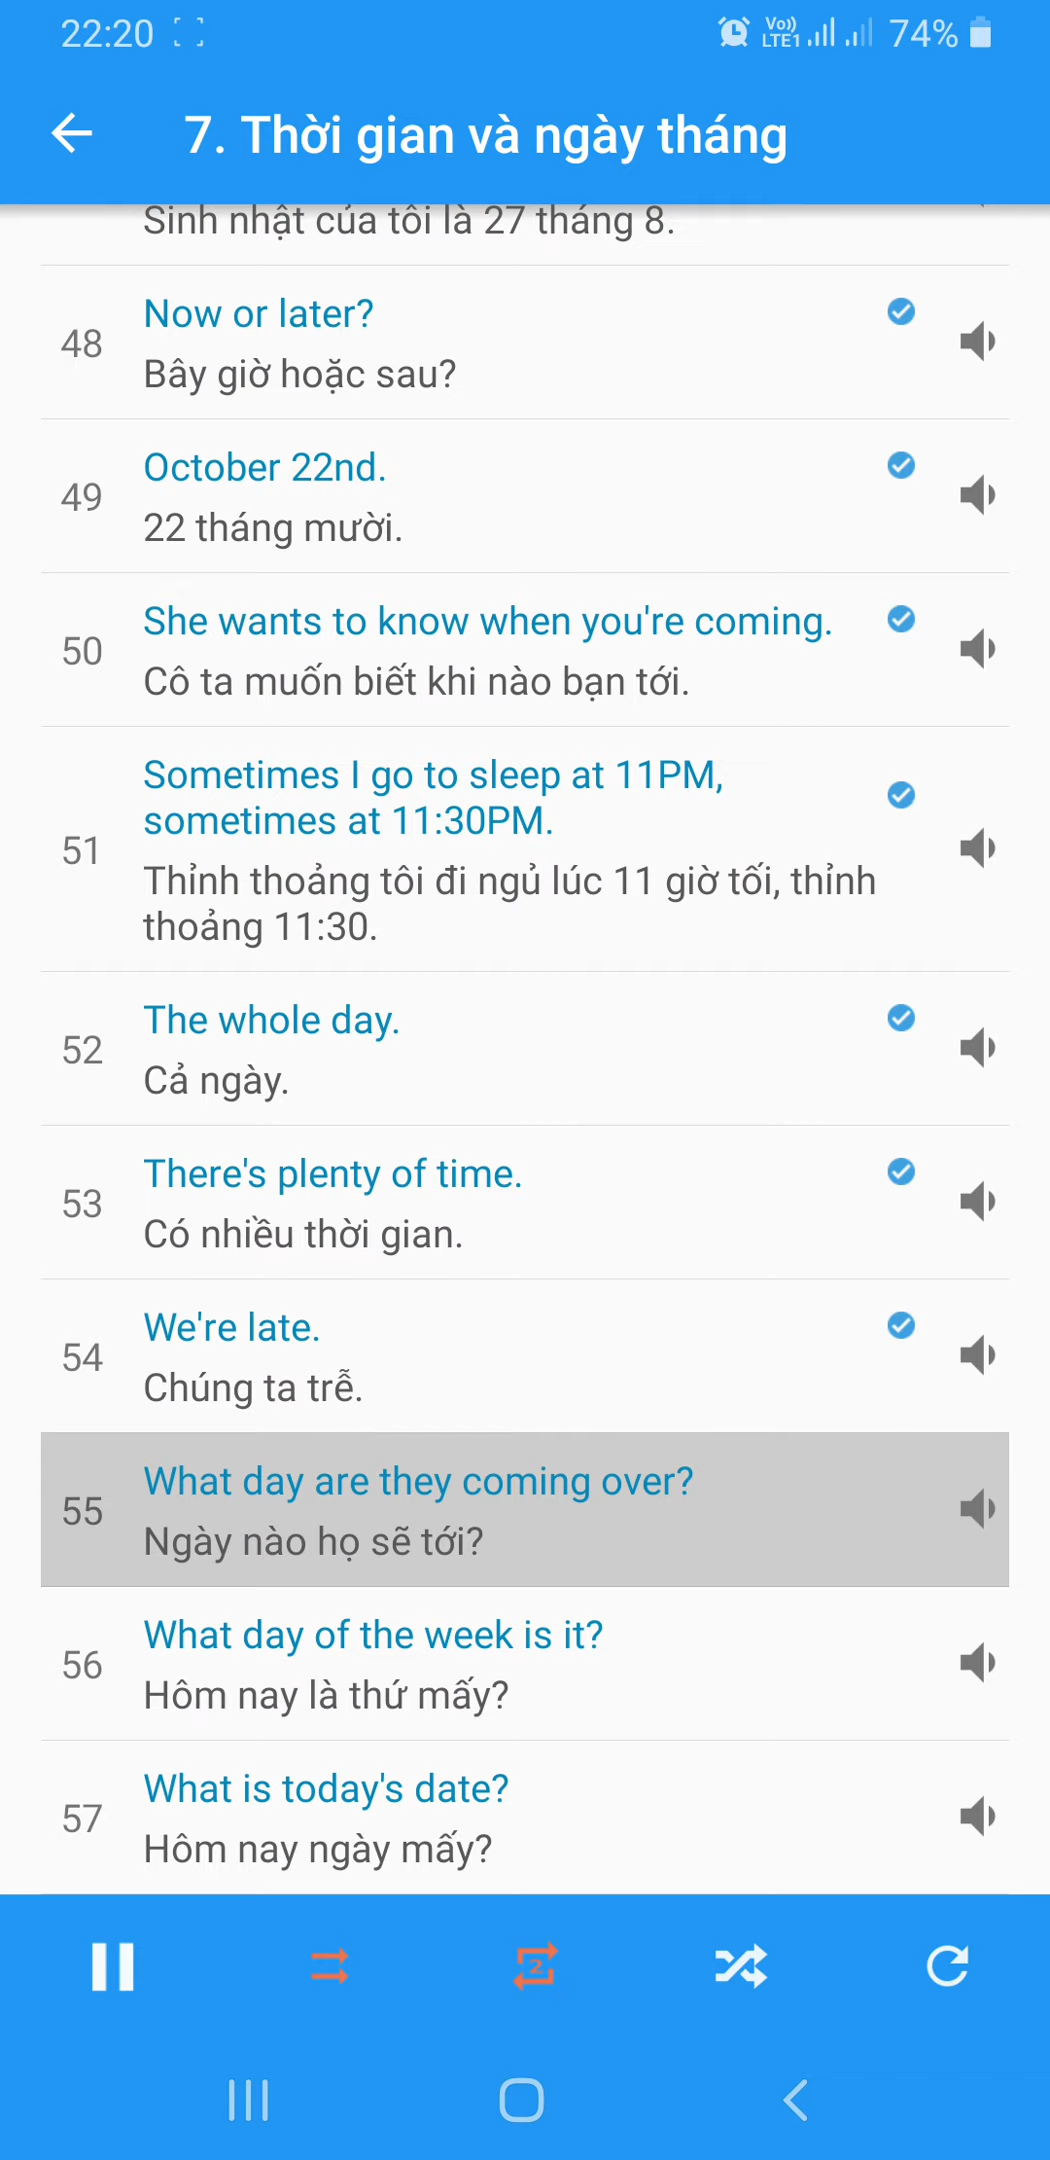 22:20
Vo))
LTE1
74%
7. Thời gian và ngày tháng
Sinh nhật của tôi là 27 tháng 8.
48
Now or later?
Bây giờ hoặc sau?
49
October 22nd.
22 tháng mười.
50
She wants to know when you're coming.
Cô ta muốn biết khi nào bạn tới.
51
Sometimes I go to sleep at 11PM,
sometimes at 11:30PM.
Thỉnh thoảng tôi đi ngủ lúc 11 giờ tối, thỉnh
thoảng 11:30.
52
The whole day.
Cả ngày.
53
There's plenty of time.
Có nhiều thời gian.
54
We're late.
Chúng ta trễ.
55
What day are they coming over?
Ngày nào họ sẽ tới?
56
What day of the week is it?
Hôm nay là thứ mấy?
57
What is today's date?
Hôm nay ngày mấy?
2